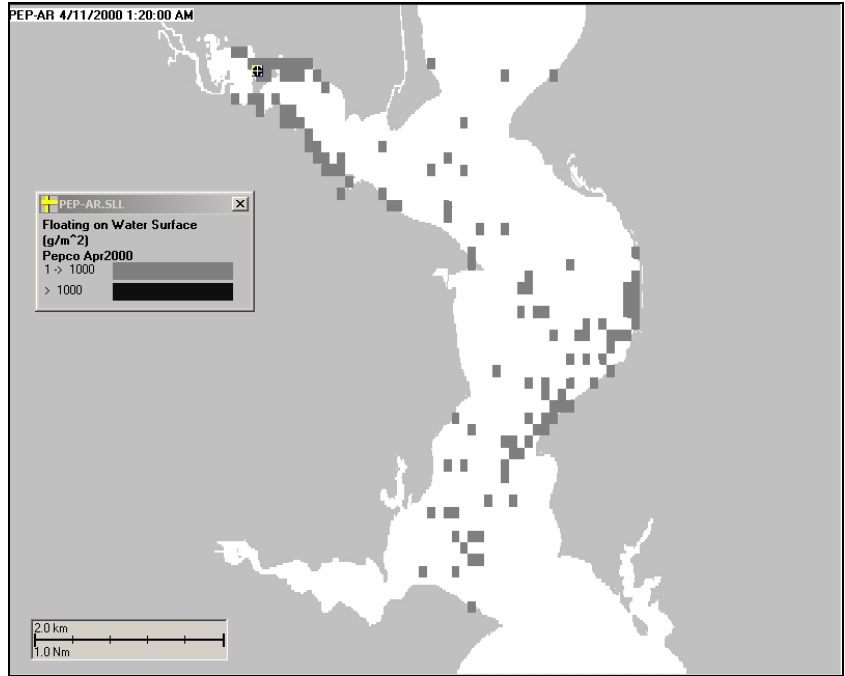 PEP-AR 4/11/2000 1:20:00 AM
PEP-AR.SLL
Floating on Water Surface
(g/m^2)
Pepco Apr2000
1 -> 1000
> 1000
2.0 km
1.0 Nm